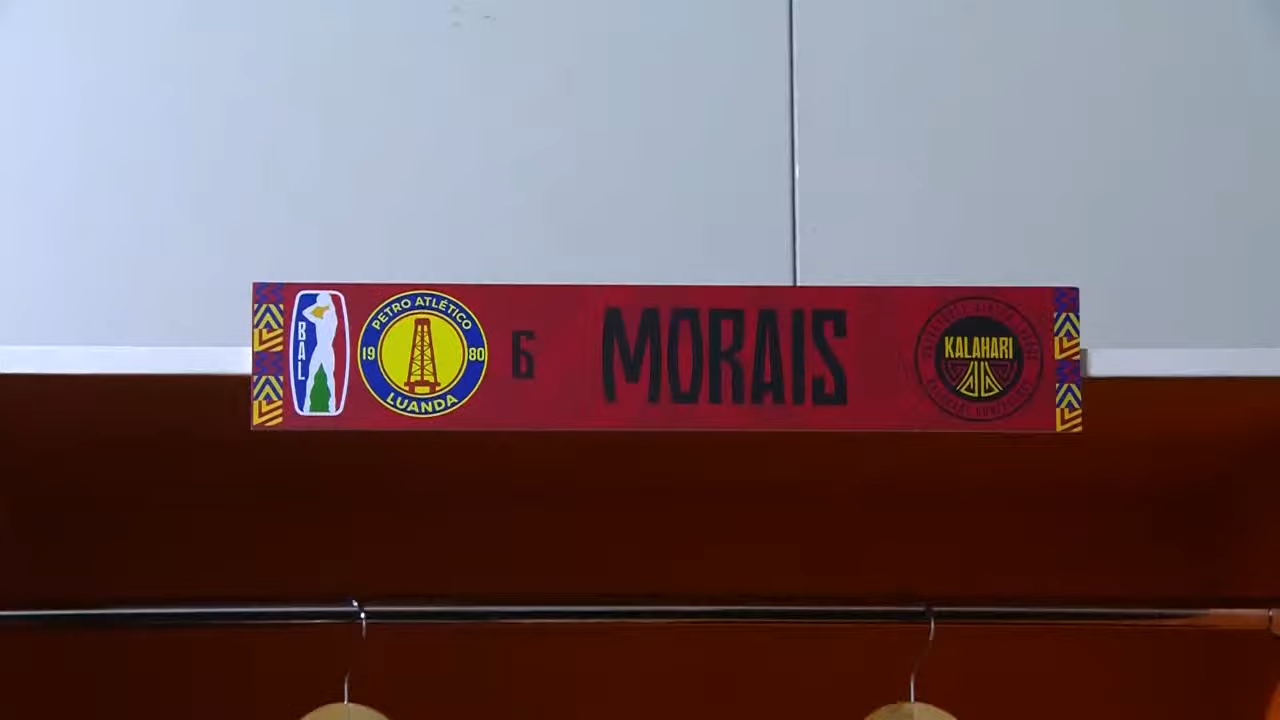 BAL
PETRO ATLÉTICO
19 80
LUANDA
6
MORAIS
KALAHARI